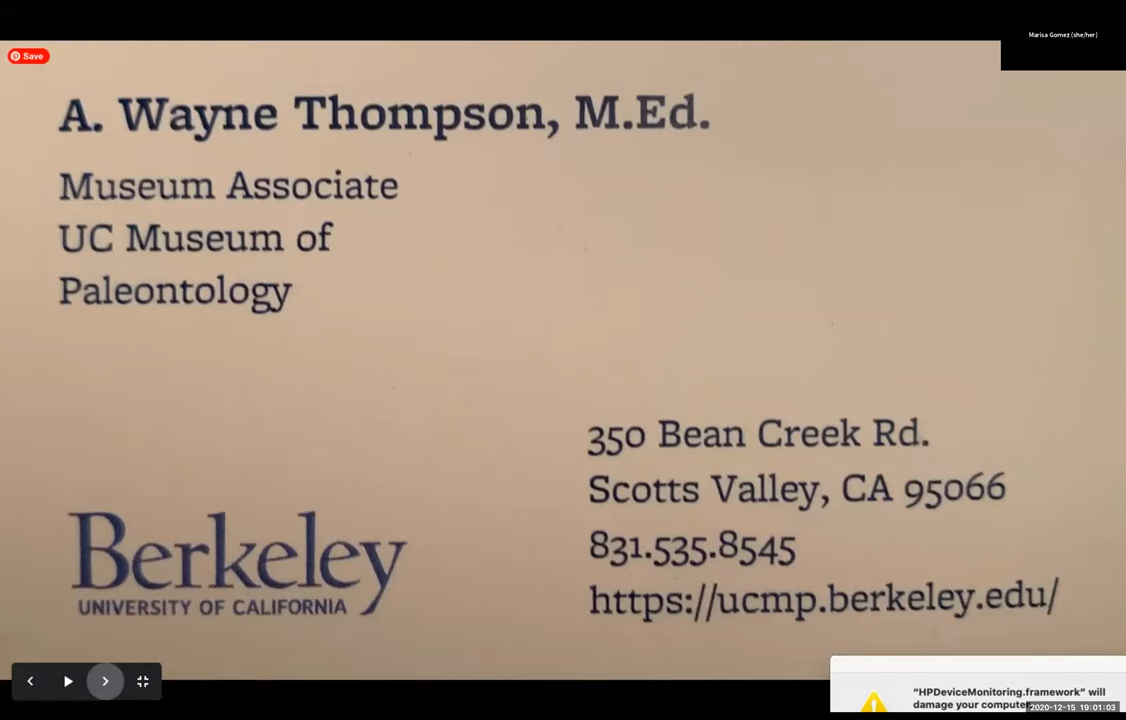 Marisa Gomez (she/her)
Save
A. Wayne Thompson, M.Ed.
Museum Associate
UC Museum of
Paleontology
350 Bean Creek Rd.
Scotts Valley, CA 95066
831.535.8545
https://ucmp.berkeley.edu/
Berkeley
UNIVERSITY OF CALIFORNIA
“HPDeviceMonitoring.framework” will
damage your computer
2020-12-15 19:01:03